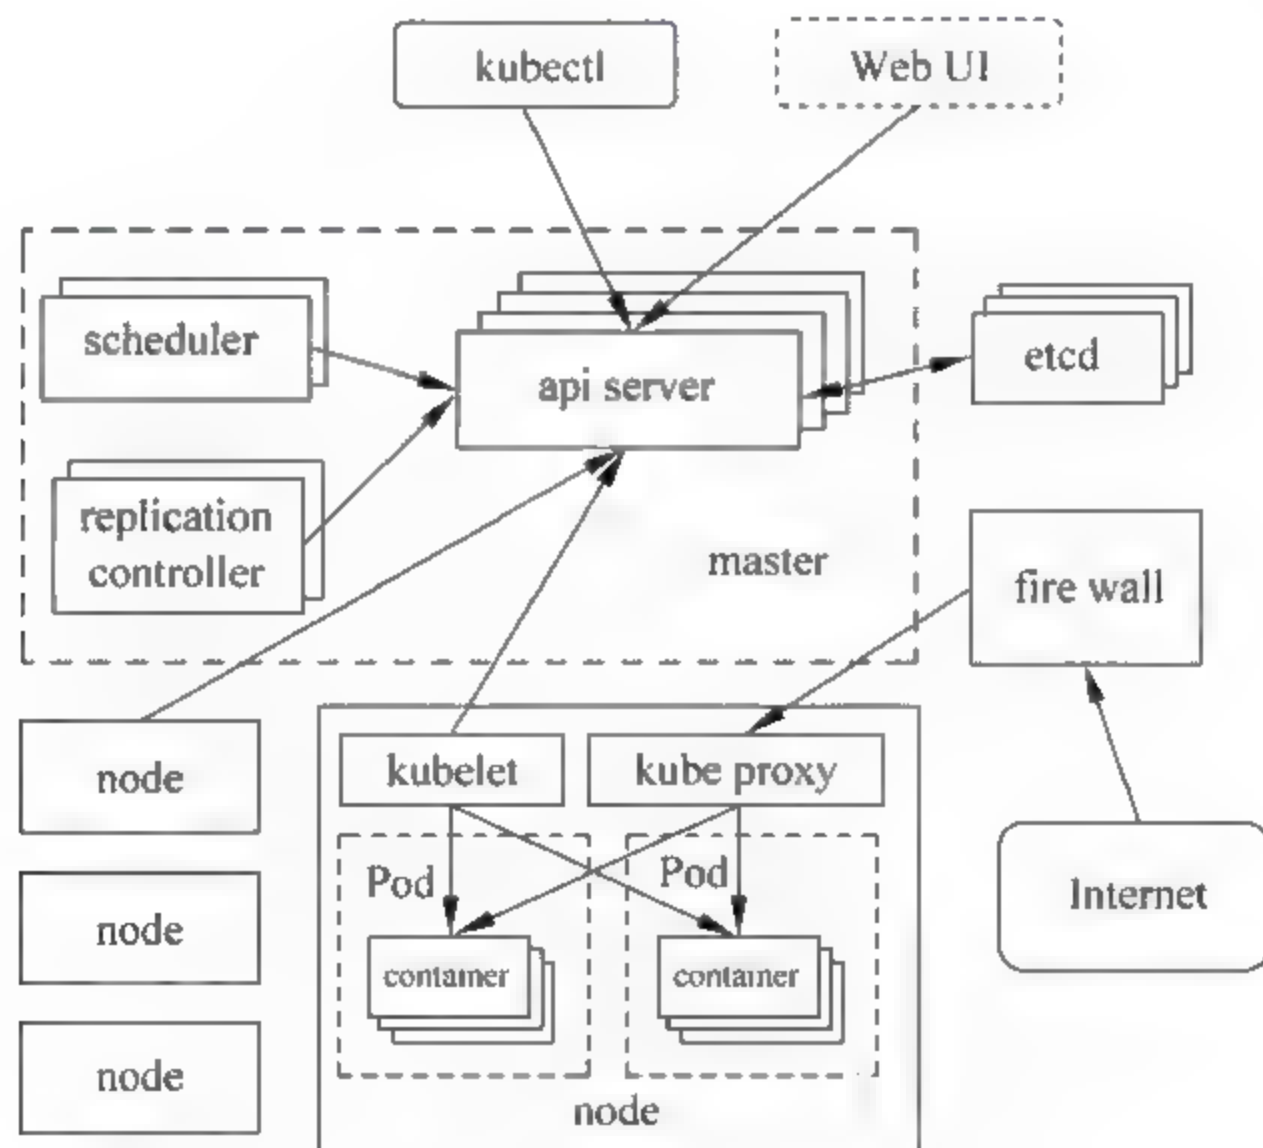 kubectl
Web UI
scheduler
api server
etcd
replication
controller
master
fire wall
node
kubelet
kube proxy
Pod
Pod
Internet
node
container
container
node
node